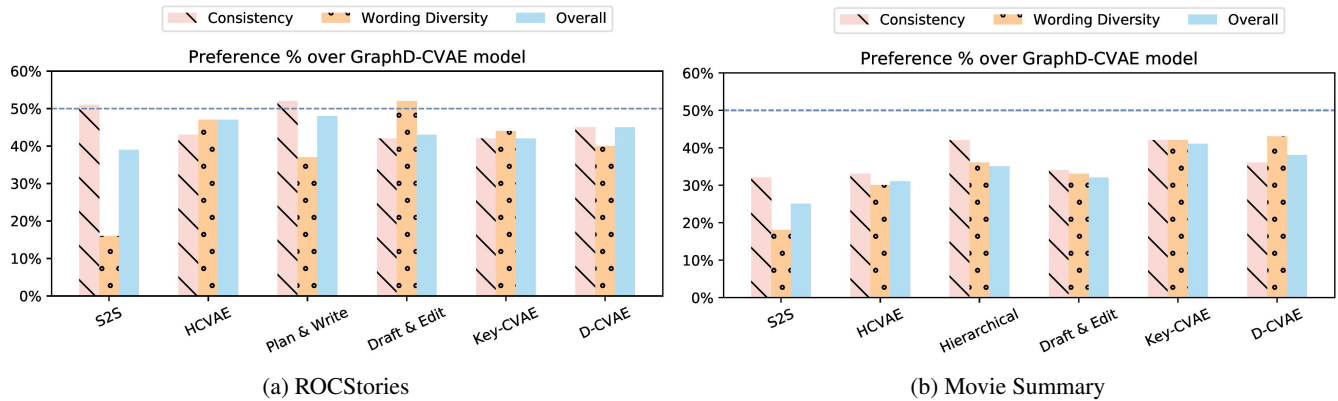 Consistency Wording Diversity Overall
Preference % over GraphD-CVAE model
60%
50%
40%
30%
20%
10%
0%
S2S HCVAE Plan & Write Draft & Edit Key-CVAE D-CVAE
(a) ROCStories
Consistency Wording Diversity Overall
Preference % over GraphD-CVAE model
60%
50%
40%
30%
20%
10%
0%
S2S HCVAE Hierarchical Draft & Edit Key-CVAE D-CVAE
(b) Movie Summary